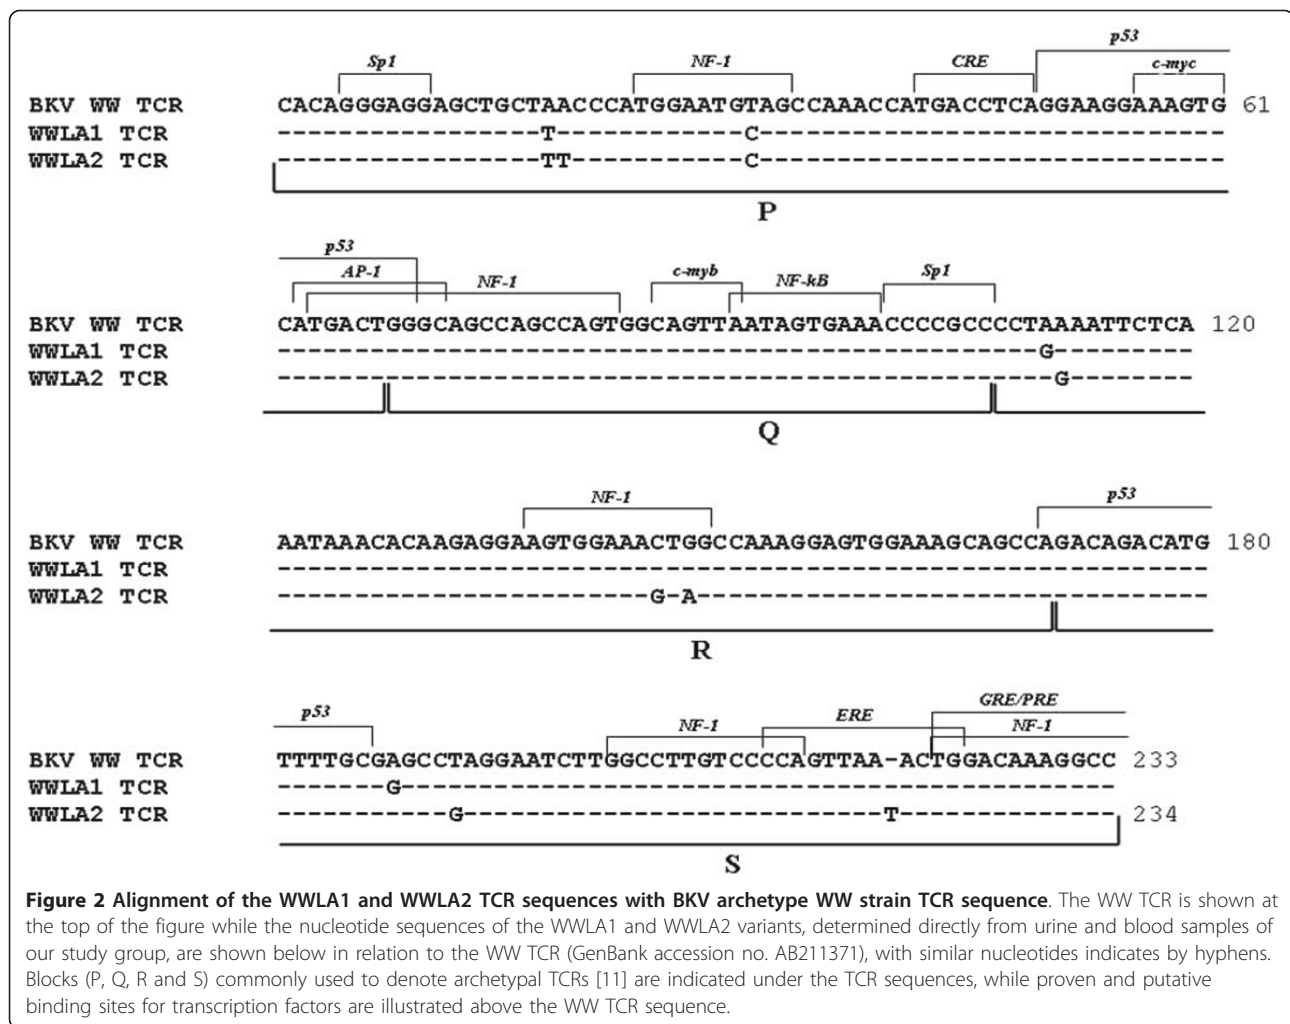 p53
Sp1 NF-1 CRE c-myc
BKV WW TCR CACAGGGAGGAGCTGCTAACCCATGGAATGTAGCCAAACCATGACCTCAGGAAGGAAAGTG 61
WWLA1 TCR -----------------T------------C------------------------------
WWLA2 TCR -----------------TT-----------C------------------------------
P
p53
AP-1 NF-1 c-myb NF-kB Sp1
BKV WW TCR CATGACTGGGCAGCCAGCCAGTGGCAGTTAATAGTGAAACCCCGCCCCTAAAATTCTCA 120
WWLA1 TCR -------------------------------------------------G---------
WWLA2 TCR --------------------------------------------------G--------
Q
NF-1 p53
BKV WW TCR AATAAACACAAGAGGAAGTGGAAACTGGCCAAAGGAGTGGAAAGCAGCCAGACAGACATG 180
WWLA1 TCR ------------------------------------------------------------
WWLA2 TCR ------------------------G-A---------------------------------
R
p53 NF-1 ERE GRE/PRE
NF-1
BKV WW TCR TTTTGCGAGCCTAGGAATCTTGGCCTTGTCCCCAGTTAA-ACTGGACAAAGGCC 233
WWLA1 TCR -------G----------------------------------------------
WWLA2 TCR -----------G---------------------------T-------------- 234
S
Figure 2 Alignment of the WWLA1 and WWLA2 TCR sequences with BKV archetype WW strain TCR sequence. The WW TCR is shown at
the top of the figure while the nucleotide sequences of the WWLA1 and WWLA2 variants, determined directly from urine and blood samples of
our study group, are shown below in relation to the WW TCR (GenBank accession no. AB211371), with similar nucleotides indicates by hyphens.
Blocks (P, Q, R and S) commonly used to denote archetypal TCRs [11] are indicated under the TCR sequences, while proven and putative
binding sites for transcription factors are illustrated above the WW TCR sequence.